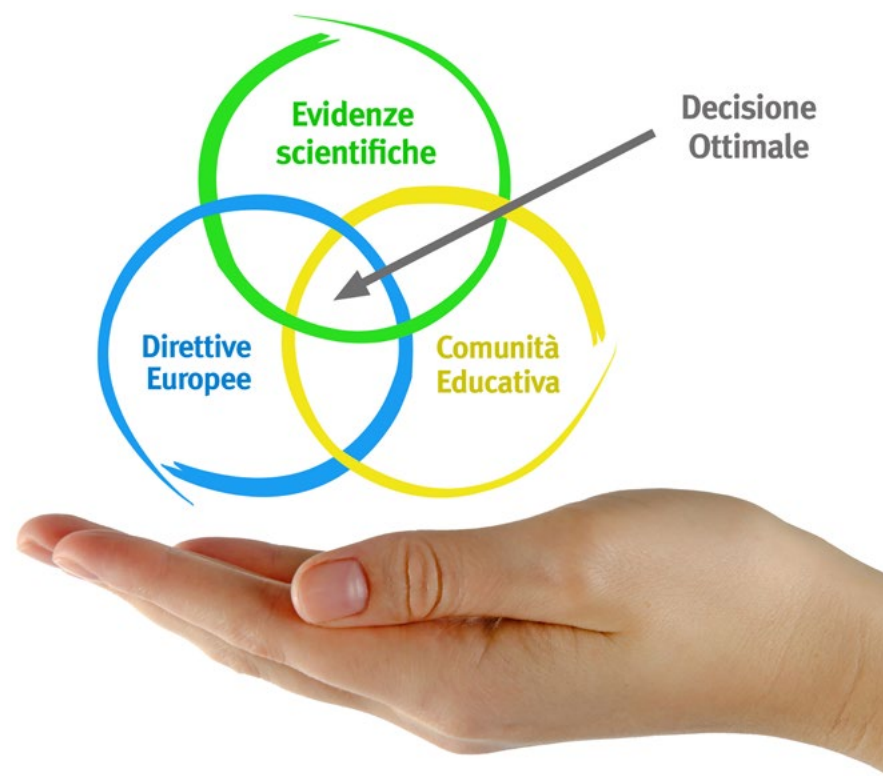 Evidenze
scientifiche
Decisione
Ottimale
Direttive
Europee
Comunità
Educativa